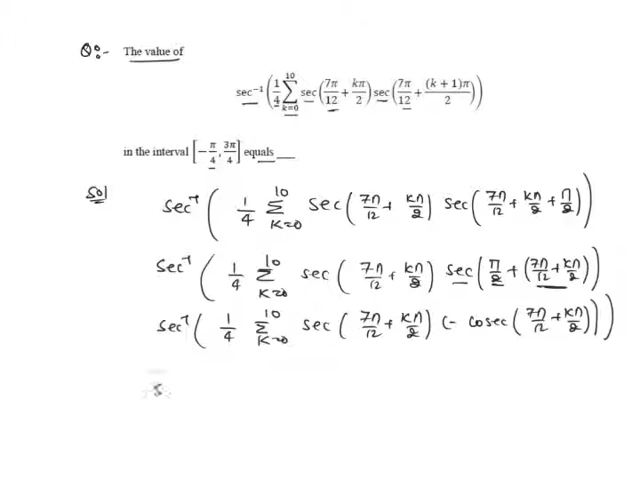 Q:- The value of
sec⁻¹(1/4 ∑_{k=0}^{10} sec(7π/12 + kπ/2) sec(7π/12 + (k + 1)π/2))
in the interval [−π/4, 3π/4] equals ___
Sol sec⁻¹(1/4 ∑_{K=0}^{10} sec(7π/12 + Kπ/2) sec(7π/12 + Kπ/2 + π/2))
sec⁻¹(1/4 ∑_{K=0}^{10} sec(7π/12 + Kπ/2) sec(π/2 + (7π/12 + Kπ/2))
sec⁻¹(1/4 ∑_{K=0}^{10} sec(7π/12 + Kπ/2) (- cosec(7π/12 + Kπ/2)))
s